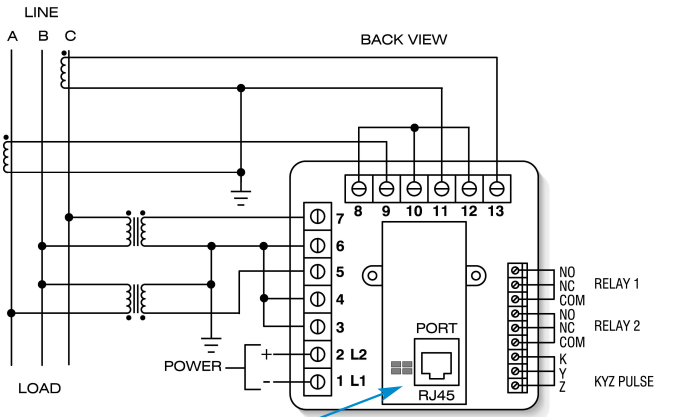 LINE
A B C
BACK VIEW
8 9 10 11 12 13
7
6
5
4
3
2 L2
1 L1
+
-
POWER
LOAD
PORT
RJ45
NO
NC
COM
RELAY 1
NO
NC
COM
RELAY 2
K
Y
Z
KYZ PULSE